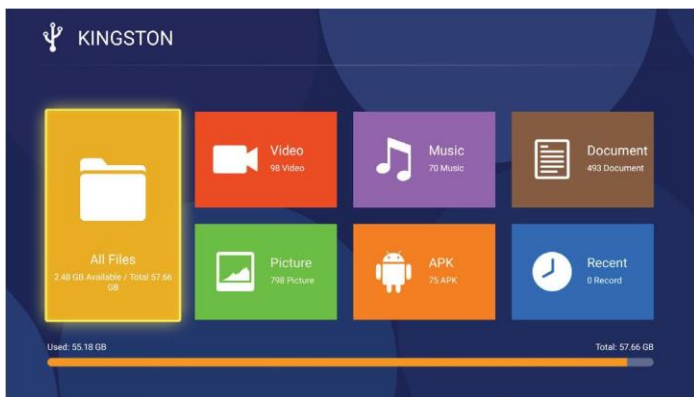 KINGSTON
All Files
2.48 GB Available / Total 57.66
GB
Video
98 Video
Music
70 Music
Document
493 Document
Picture
798 Picture
APK
75 APK
Recent
0 Record
Used: 55.18 GB
Total: 57.66 GB